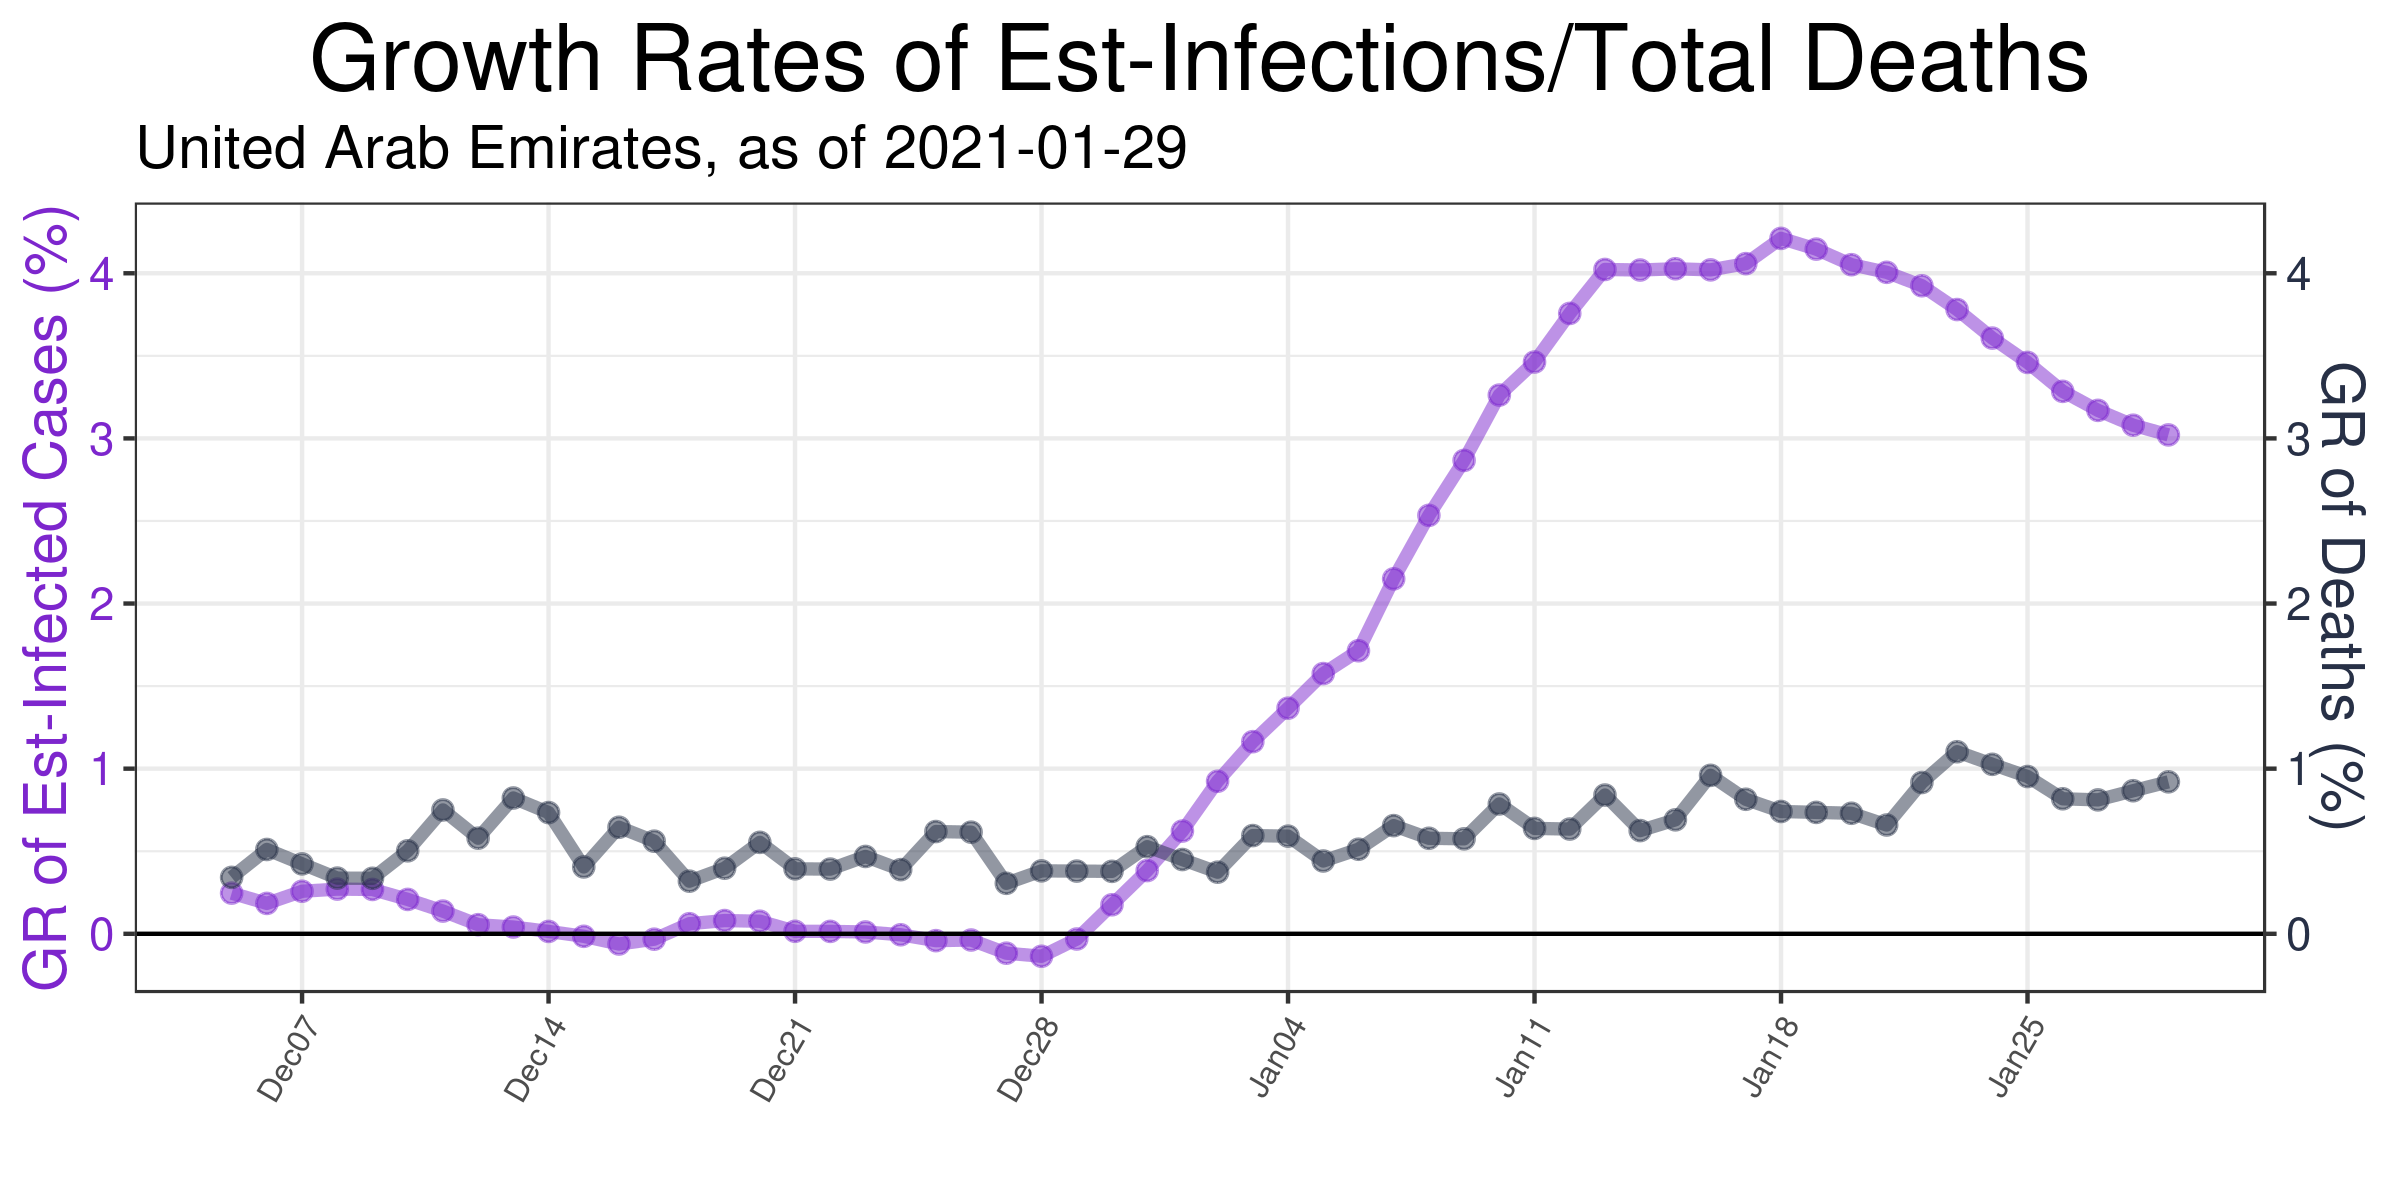 Growth Rates of Est-Infections/Total Deaths
United Arab Emirates, as of 2021-01-29
GR of Est-Infected Cases (%)
4
3
2
1
0
4
3
2
1
0
GR of Deaths (%)
Dec07
Dec14
Dec21
Dec28
Jan04
Jan11
Jan18
Jan25